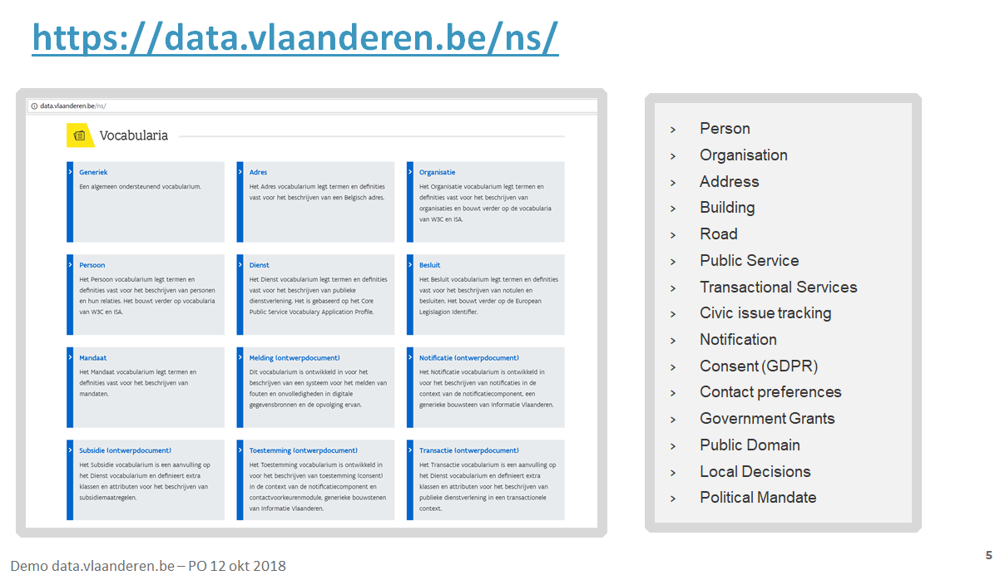 https://data.vlaanderen.be/ns/
data.vlaanderen.be/ns/
Vocabularia
Generiek
Een algemeen ondersteunend vocabularium.
Adres
Het Adres vocabularium legt termen en definities
vast voor het beschrijven van een Belgisch adres.
Organisatie
Het Organisatie vocabularium legt termen en
definities vast voor het beschrijven van
organisaties en bouwt verder op de vocabularia
van W3C en ISA.
Persoon
Het Persoon vocabularium legt termen en
definities vast voor het beschrijven van personen
en hun relaties. Het bouwt verder op vocabularia
van W3C en ISA.
Dienst
Het Dienst vocabularium legt termen en definities
vast voor het beschrijven van publieke
dienstverlening. Het is gebaseerd op het Core
Public Service Vocabulary Application Profile.
Besluit
Het Besluit vocabularium legt termen en definities
vast voor het beschrijven van notulen en
besluiten. Het bouwt verder op de European
Legislagion Identifier.
Mandaat
Het Mandaat vocabularium legt termen en
definities vast voor het beschrijven van
mandaten.
Melding (ontwerpdocument)
Dit vocabularium is ontwikkeld in voor het
beschrijven van een systeem voor het melden van
fouten en onvolledigheden in digitale
gegevensbronnen en de opvolging ervan.
Notificatie (ontwerpdocument)
Het Notificatie vocabularium is ontwikkeld in
voor het beschrijven van notificaties in de
context van de notificatiecomponent, een
generieke bouwsteen van Informatie Vlaanderen.
Subsidie (ontwerpdocument)
Het Subsidie vocabularium is een aanvulling op
het Dienst vocabularium en definieert extra
klassen en attributen voor het beschrijven van
subsidiemaatregelen.
Toestemming (ontwerpdocument)
Het Toestemming vocabularium is ontwikkeld in
voor het beschrijven van toestemming (consent)
in de context van de notificatiecomponent en
contactvoorkeurenmodule, generieke bouwstenen
van Informatie Vlaanderen.
Transactie (ontwerpdocument)
Het Transactie vocabularium is een aanvulling op
het Dienst vocabularium en definieert extra
klassen en attributen voor het beschrijven van
publieke dienstverlening in een transactionele
context.
> Person
> Organisation
> Address
> Building
> Road
> Public Service
> Transactional Services
> Civic issue tracking
> Notification
> Consent (GDPR)
> Contact preferences
> Government Grants
> Public Domain
> Local Decisions
> Political Mandate
Demo data.vlaanderen.be – PO 12 okt 2018
5